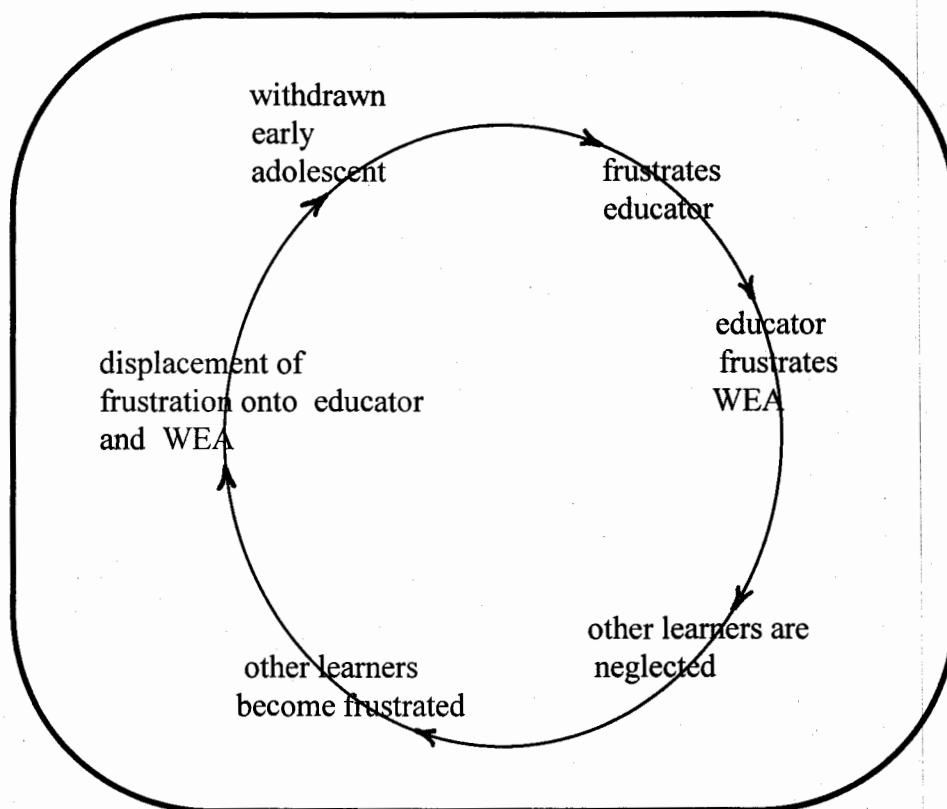 withdrawn
early
adolescent
frustrates
educator
educator
frustrates
WEA
other learners are
neglected
other learners
become frustrated
displacement of
frustration onto educator
and WEA